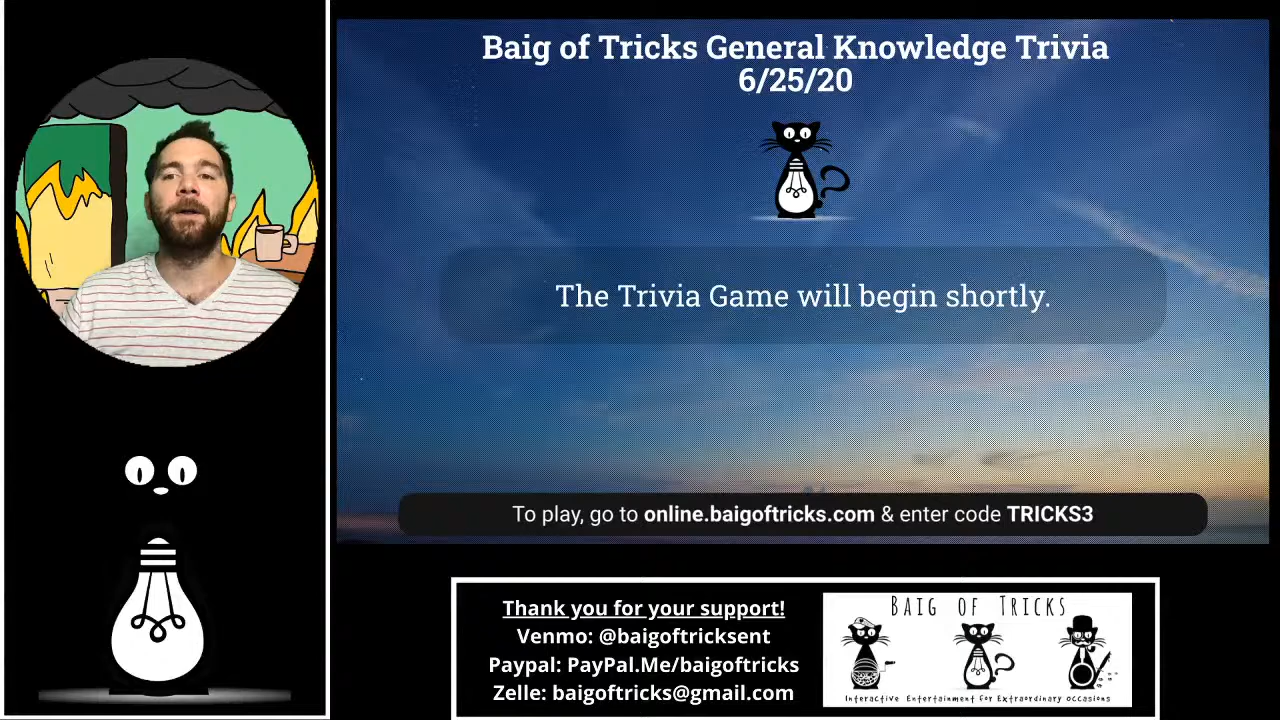 Baig of Tricks General Knowledge Trivia
6/25/20
The Trivia Game will begin shortly.
To play, go to online.baigoftricks.com & enter code TRICKS3
Thank you for your support!
Venmo: @baigoftricksent
Paypal: PayPal.Me/baigoftricks
Zelle: baigoftricks@gmail.com
BAIG OF TRICKS
Interactive Entertainment for Extraordinary Occasions